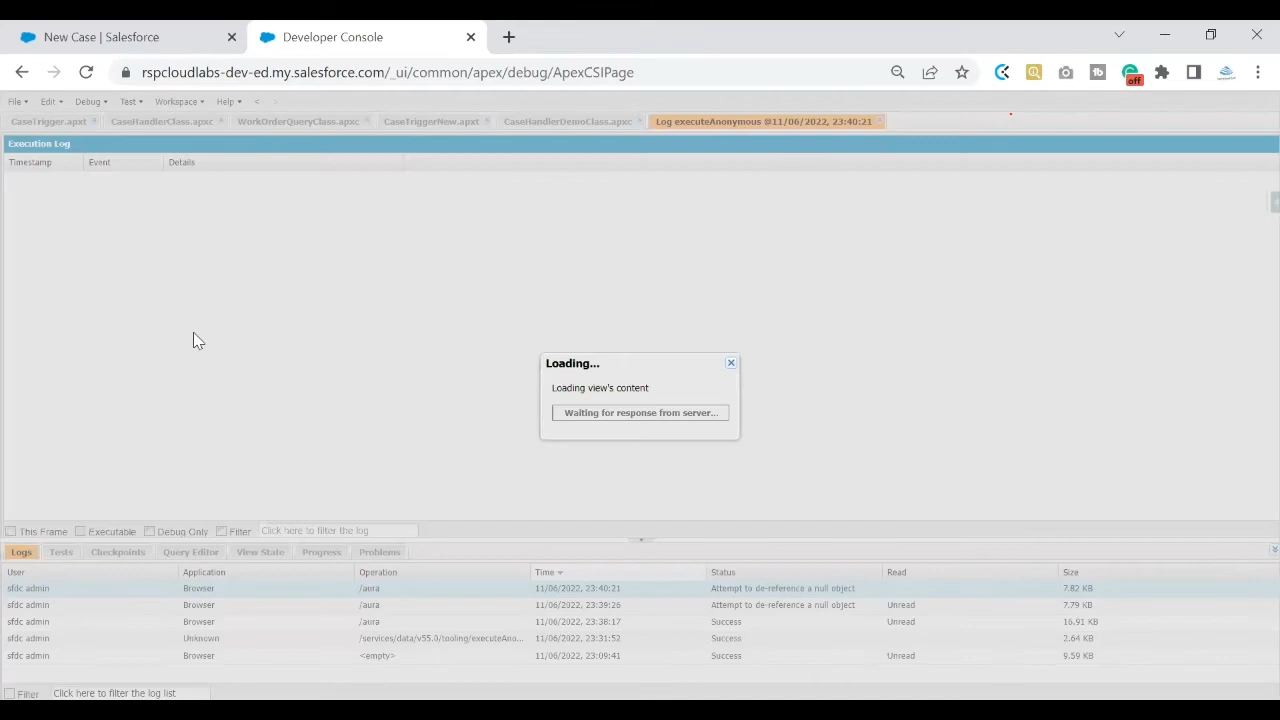 New Case | Salesforce
Developer Console
rspcloudlabs-dev-ed.my.salesforce.com/_ui/common/apex/debug/ApexCSIPage
off
File Edit Debug Test Workspace Help < >
CaseTrigger.apxt CaseHandlerClass.apxc WorkOrderQueryClass.apxc CaseTriggerNew.apxt CaseHandlerDemoClass.apxc Log executeAnonymous @11/06/2022, 23:40:21
Execution Log
Timestamp Event Details
Loading...
Loading view's content
Waiting for response from server...
This Frame Executable Debug Only Filter Click here to filter the log
Logs Tests Checkpoints Query Editor View State Progress Problems
User Application Operation Time Status Read Size
sfdc admin Browser /aura 11/06/2022, 23:40:21 Attempt to de-reference a null object 7.82 KB
sfdc admin Browser /aura 11/06/2022, 23:39:26 Attempt to de-reference a null object Unread 7.79 KB
sfdc admin Browser /aura 11/06/2022, 23:38:17 Success Unread 16.91 KB
sfdc admin Unknown /services/data/v55.0/tooling/executeAno... 11/06/2022, 23:31:52 Success 2.64 KB
sfdc admin Browser <empty> 11/06/2022, 23:09:41 Success Unread 9.59 KB
Filter Click here to filter the log list